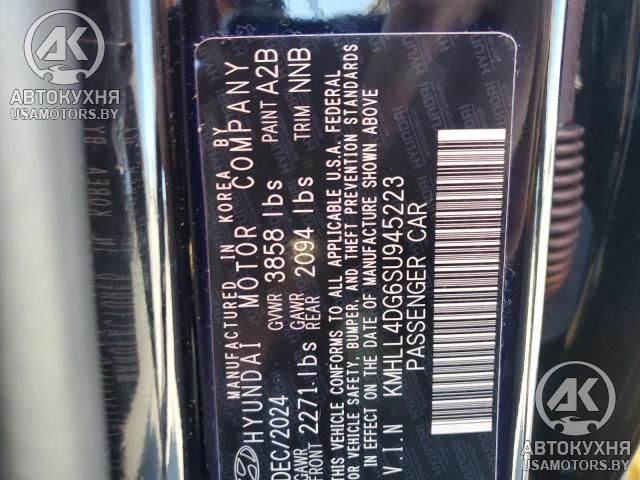 MANUFACTURED IN KOREA BY
HYUNDAI MOTOR COMPANY
DEC/2024 GVWR 3858 lbs PAINT A2B
GAWR FRONT 2271 lbs GAWR REAR 2094 lbs TRIM NNB
THIS VEHICLE CONFORMS TO ALL APPLICABLE U.S.A. FEDERAL
MOTOR VEHICLE SAFETY, BUMPER, AND THEFT PREVENTION STANDARDS
IN EFFECT ON THE DATE OF MANUFACTURE SHOWN ABOVE
V.I.N KMHLL4DG6SU945223
PASSENGER CAR
HYUNDAI
AK
АВТОКУХНЯ
USAMOTORS.BY
AK
АВТОКУХНЯ
USAMOTORS.BY